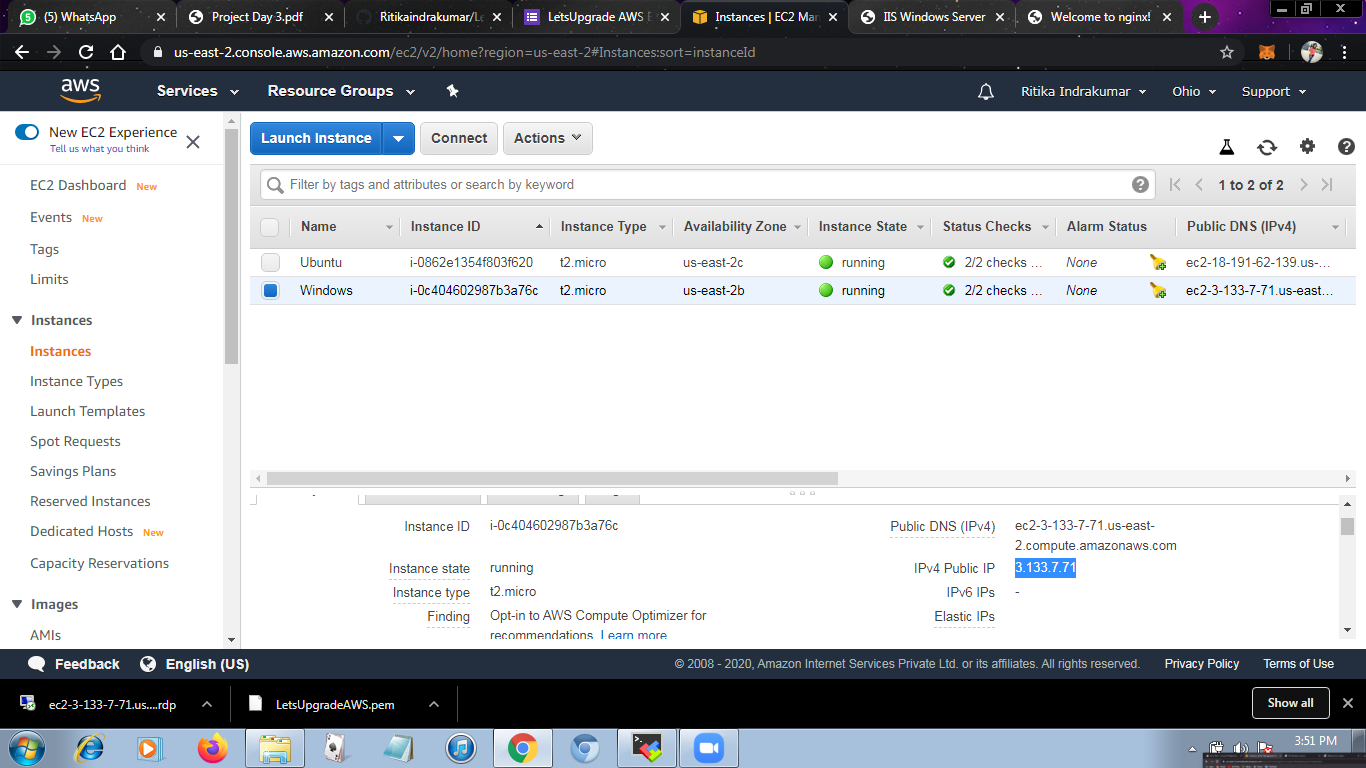 (5) WhatsApp
Project Day 3.pdf
Ritikaindrakumar/Le
LetsUpgrade AWS E
Instances | EC2 Man
IIS Windows Server
Welcome to nginx!
us-east-2.console.aws.amazon.com/ec2/v2/home?region=us-east-2#Instances:sort=instanceId
aws
Services
Resource Groups
Ritika Indrakumar
Ohio
Support
New EC2 Experience
Tell us what you think
EC2 Dashboard New
Events New
Tags
Limits
Instances
Instances
Instance Types
Launch Templates
Spot Requests
Savings Plans
Reserved Instances
Dedicated Hosts New
Capacity Reservations
Images
AMIs
Launch Instance
Connect
Actions
Filter by tags and attributes or search by keyword
1 to 2 of 2
Name Instance ID Instance Type Availability Zone Instance State Status Checks Alarm Status Public DNS (IPv4)
Ubuntu i-0862e1354f803f620 t2.micro us-east-2c running 2/2 checks ... None ec2-18-191-62-139.us-...
Windows i-0c404602987b3a76c t2.micro us-east-2b running 2/2 checks ... None ec2-3-133-7-71.us-east...
Instance ID i-0c404602987b3a76c
Instance state running
Instance type t2.micro
Finding Opt-in to AWS Compute Optimizer for
recommendations. Learn more
Public DNS (IPv4) ec2-3-133-7-71.us-east-
2.compute.amazonaws.com
IPv4 Public IP 3.133.7.71
IPv6 IPs -
Elastic IPs
Feedback
English (US)
© 2008 - 2020, Amazon Internet Services Private Ltd. or its affiliates. All rights reserved.
Privacy Policy
Terms of Use
ec2-3-133-7-71.us....rdp
LetsUpgradeAWS.pem
Show all
3:51 PM